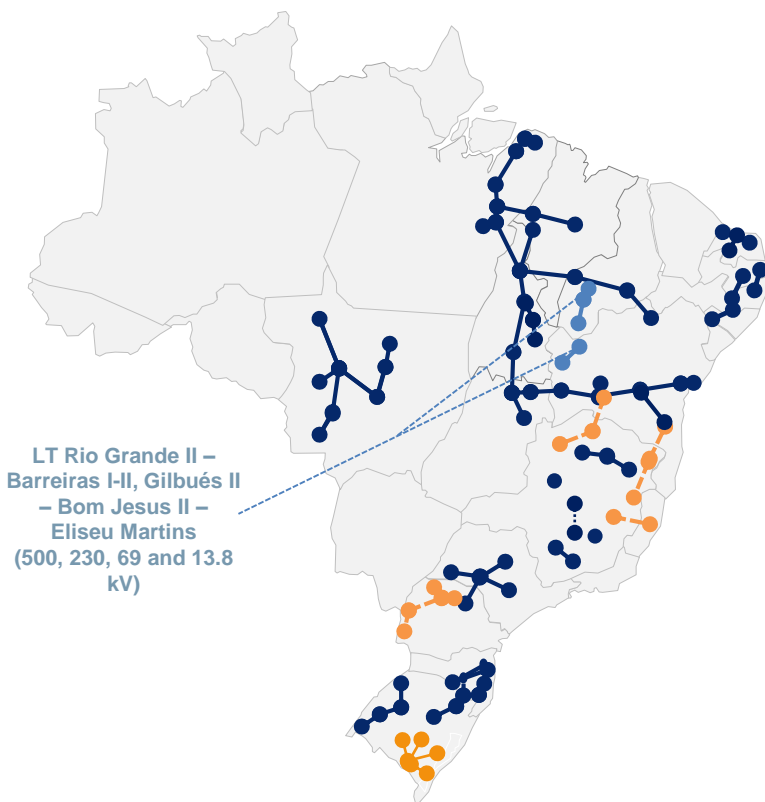 LT Rio Grande II –
Barreiras I-II, Gilbués II
– Bom Jesus II –
Eliseu Martins
(500, 230, 69 and 13.8
kV)